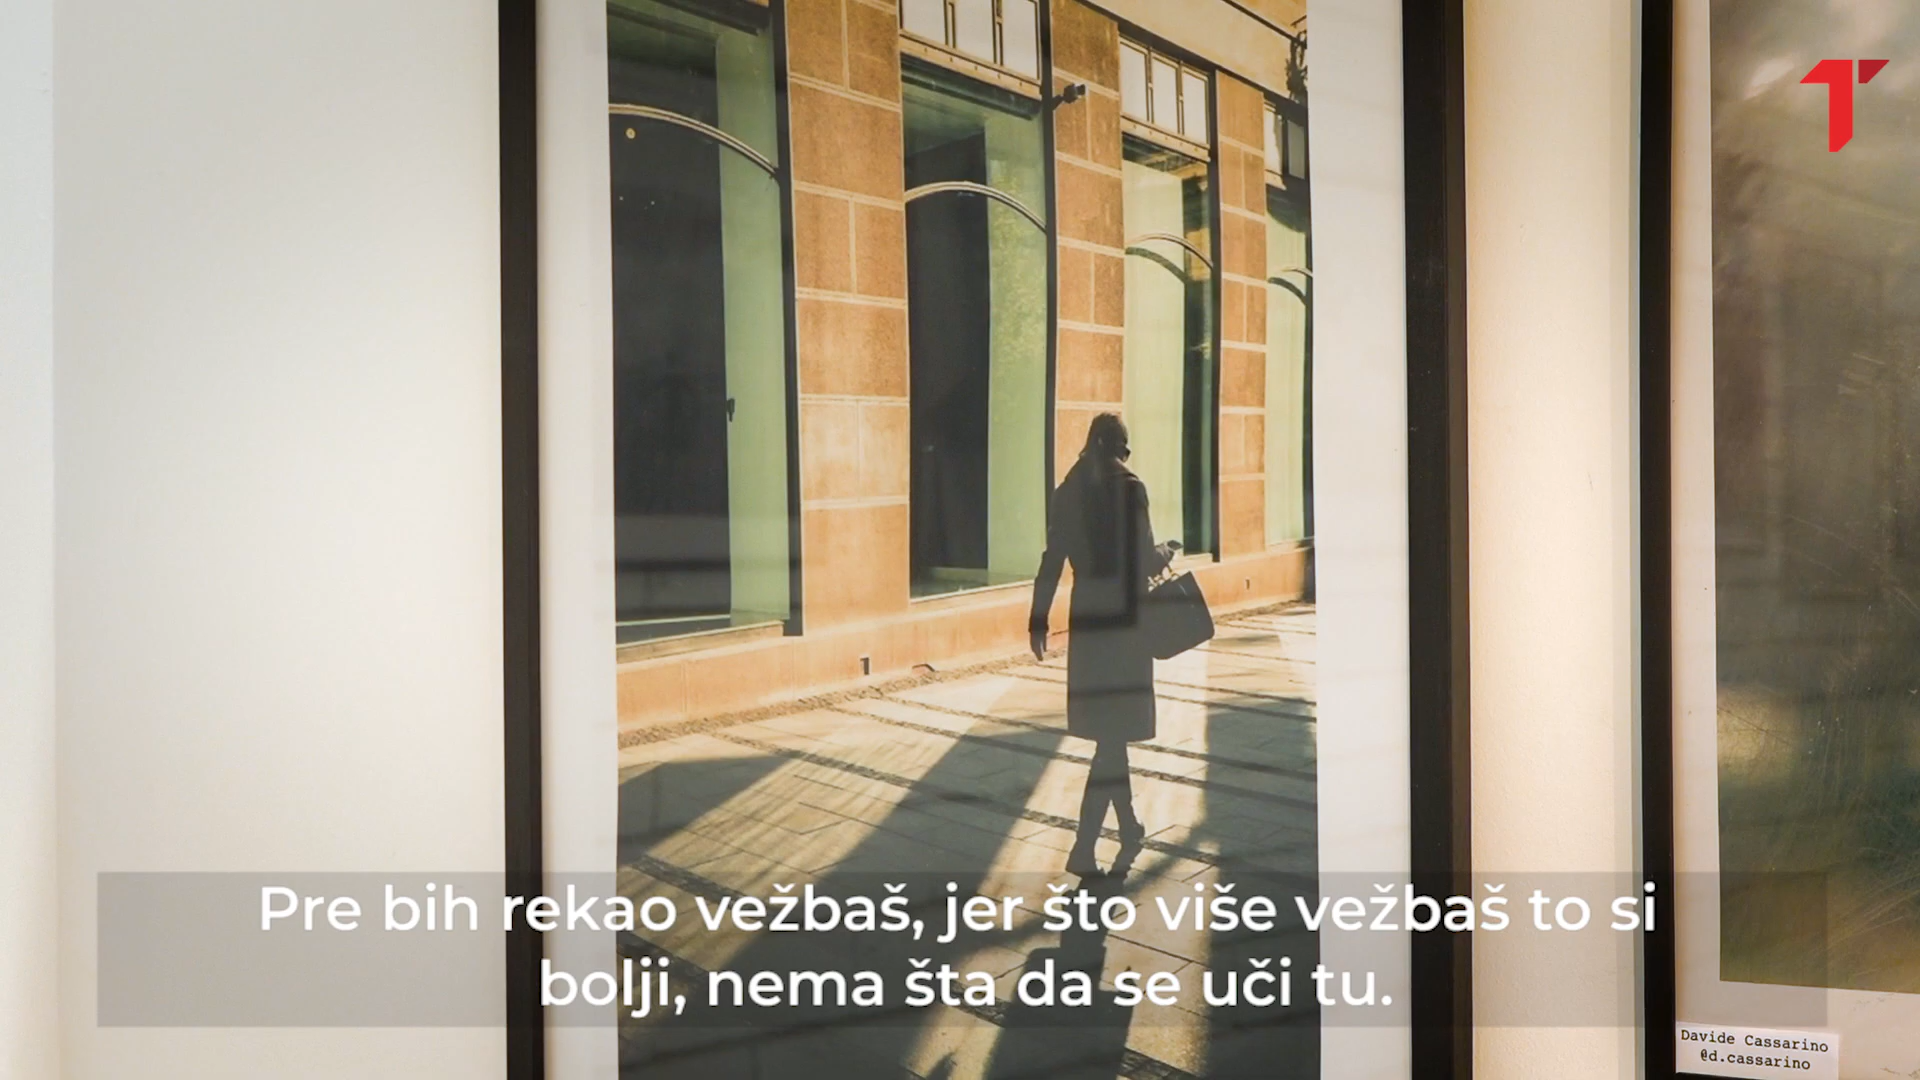 Pre bih rekao vežbaš, jer što više vežbaš to si
bolji, nema šta da se uči tu.
Davide Cassarino
@d.cassarino